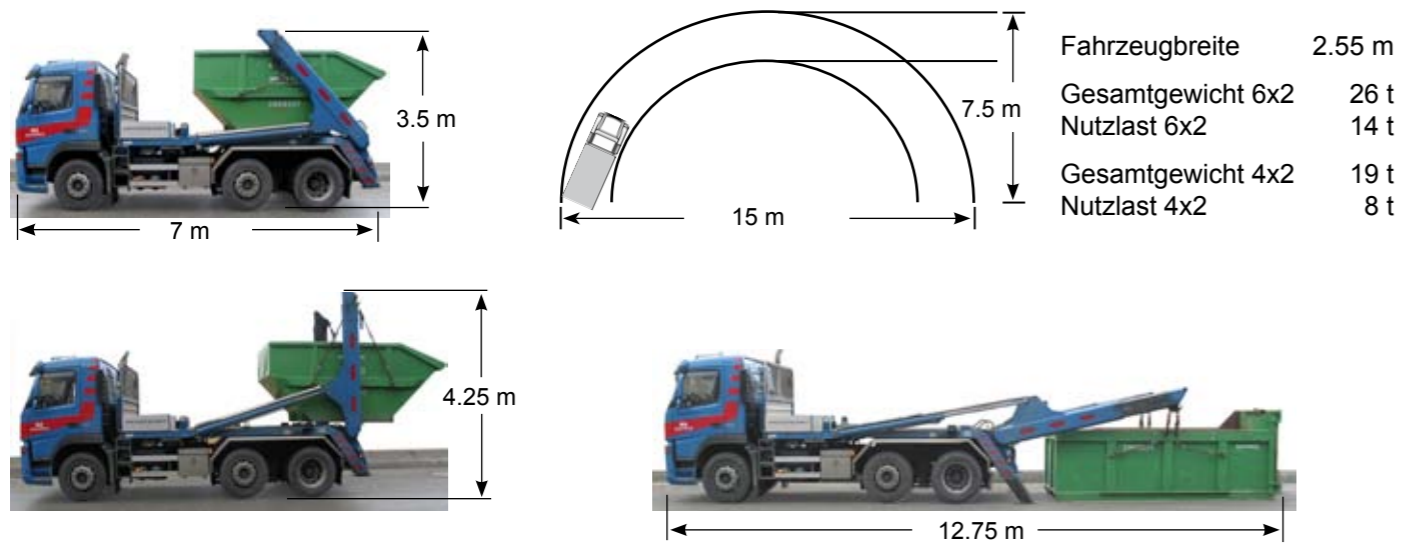 3.5 m
7 m
7.5 m
15 m
Fahrzeugbreite 2.55 m
Gesamtgewicht 6x2 26 t
Nutzlast 6x2 14 t
Gesamtgewicht 4x2 19 t
Nutzlast 4x2 8 t
4.25 m
12.75 m